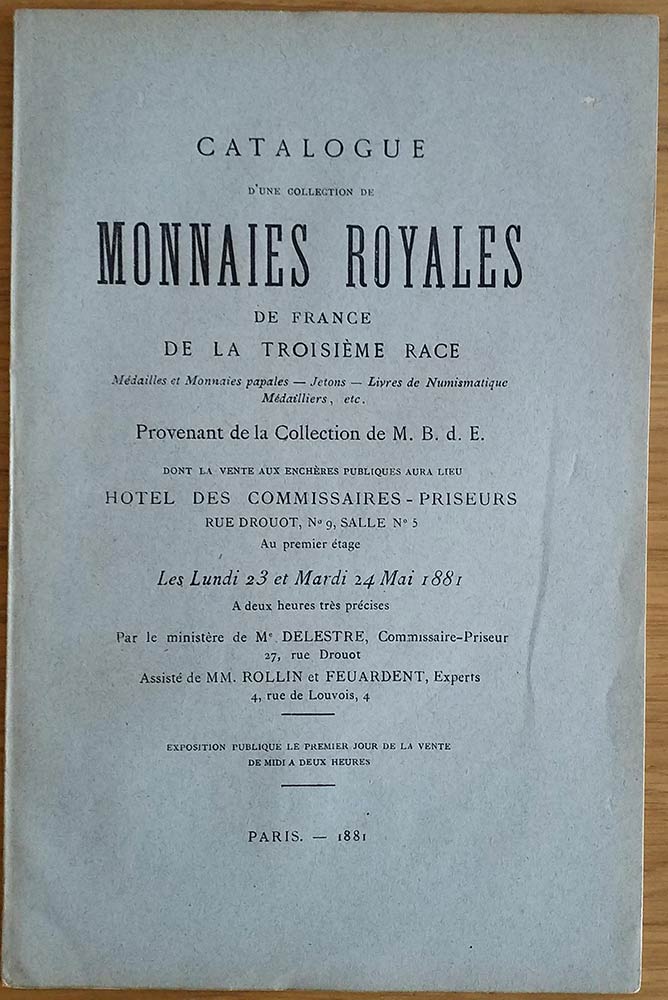 CATALOGUE
D'UNE COLLECTION DE
MONNAIES ROYALES
DE FRANCE
DE LA TROISIÈME RACE
Médailles et Monnaies papales — Jetons — Livres de Numismatique
Médailliers, etc.
Provenant de la Collection de M. B. d. E.
DONT LA VENTE AUX ENCHÈRES PUBLIQUES AURA LIEU
HOTEL DES COMMISSAIRES-PRISEURS
RUE DROUOT, No 9, SALLE No 5
Au premier étage
Les Lundi 23 et Mardi 24 Mai 1881
A deux heures très précises
Par le ministère de Me DELESTRE, Commissaire-Priseur
27, rue Drouot
Assisté de MM. ROLLIN et FEUARDENT, Experts
4, rue de Louvois, 4
EXPOSITION PUBLIQUE LE PREMIER JOUR DE LA VENTE
DE MIDI A DEUX HEURES
PARIS. — 1881